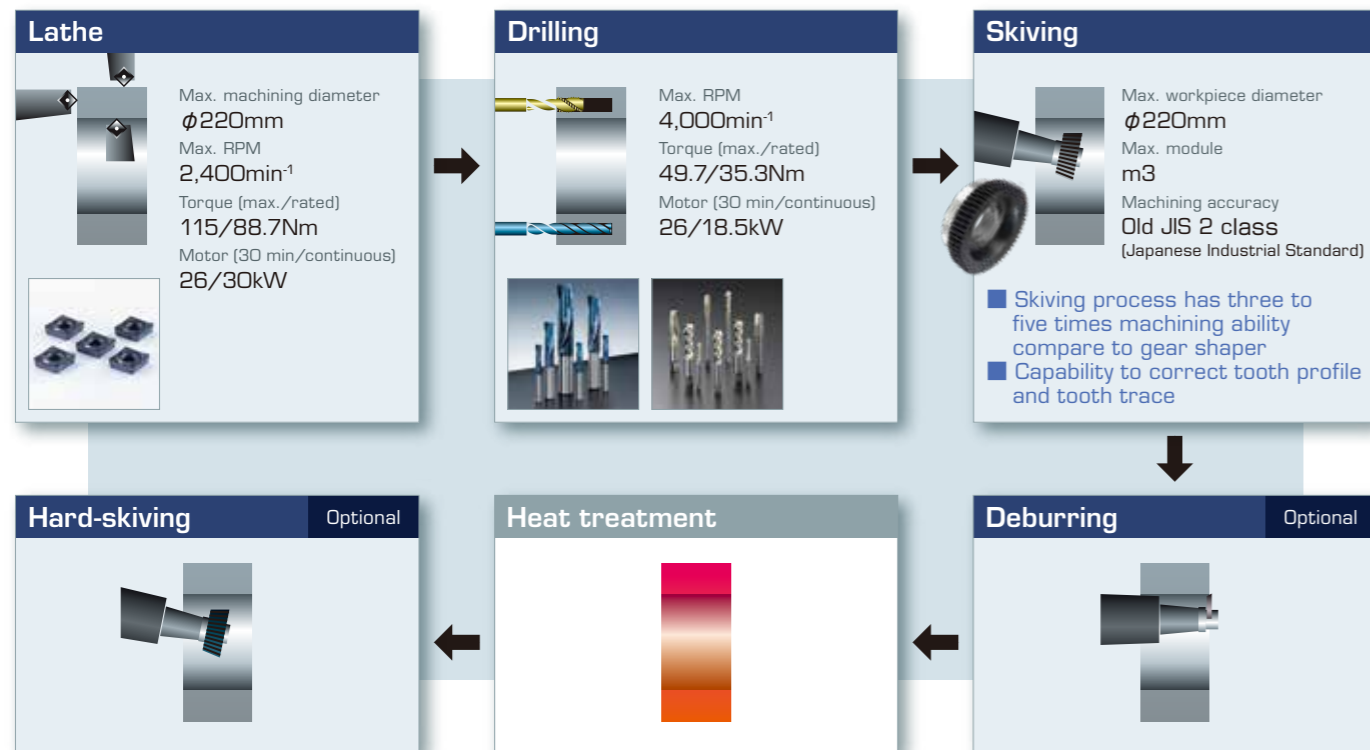 Lathe
Max. machining diameter
φ220mm
Max. RPM
2,400min⁻¹
Torque (max./rated)
115/88.7Nm
Motor (30 min/continuous)
26/30kW
Drilling
Max. RPM
4,000min⁻¹
Torque (max./rated)
49.7/35.3Nm
Motor (30 min/continuous)
26/18.5kW
Skiving
Max. workpiece diameter
φ220mm
Max. module
m3
Machining accuracy
Old JIS 2 class
(Japanese Industrial Standard)
■ Skiving process has three to
five times machining ability
compare to gear shaper
■ Capability to correct tooth profile
and tooth trace
Hard-skiving Optional
Heat treatment
Deburring Optional